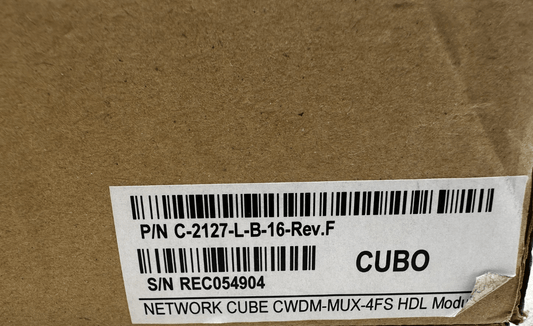 P/N C-2127-L-B-16-Rev.F
CUBO
S/N REC054904
NETWORK CUBE CWDM-MUX-4FS HDL